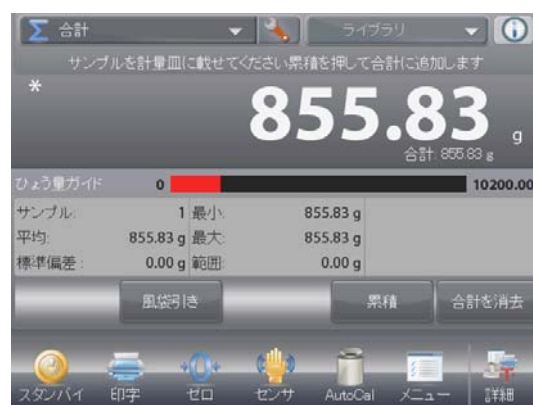 Σ 合計 ライブラリ
サンプルを計量皿に載せてください累積を押して合計に追加します
*
855.83 g
合計: 855.83 g
ひょう量ガイド 0 10200.00
サンプル: 1 最小: 855.83 g
平均: 855.83 g 最大: 855.83 g
標準偏差: 0.00 g 範囲: 0.00 g
風袋引き 累積 合計を消去
スタンバイ 印字 ゼロ センサ AutoCal メニュー 詳細